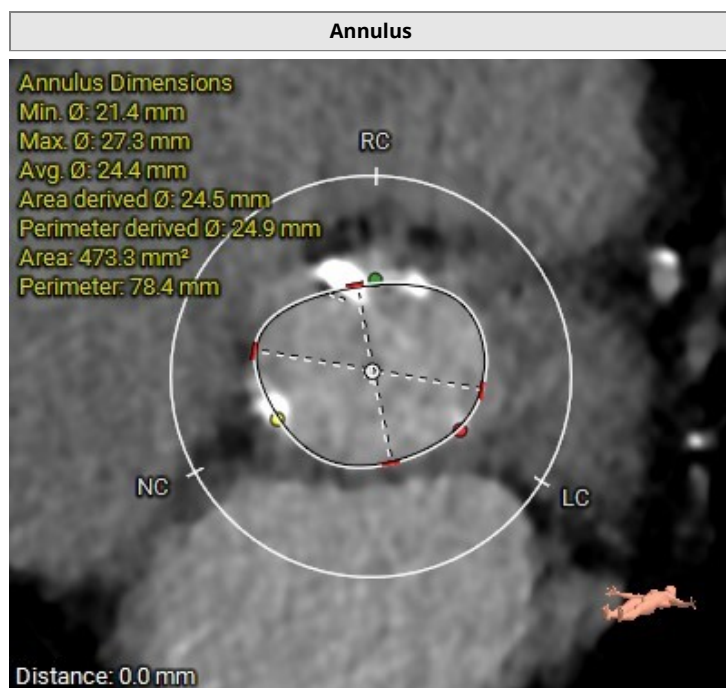 Annulus
Annulus Dimensions
Min. Ø: 21.4 mm
Max. Ø: 27.3 mm
Avg. Ø: 24.4 mm
Area derived Ø: 24.5 mm
Perimeter derived Ø: 24.9 mm
Area: 473.3 mm²
Perimeter: 78.4 mm
RC
NC
LC
Distance: 0.0 mm